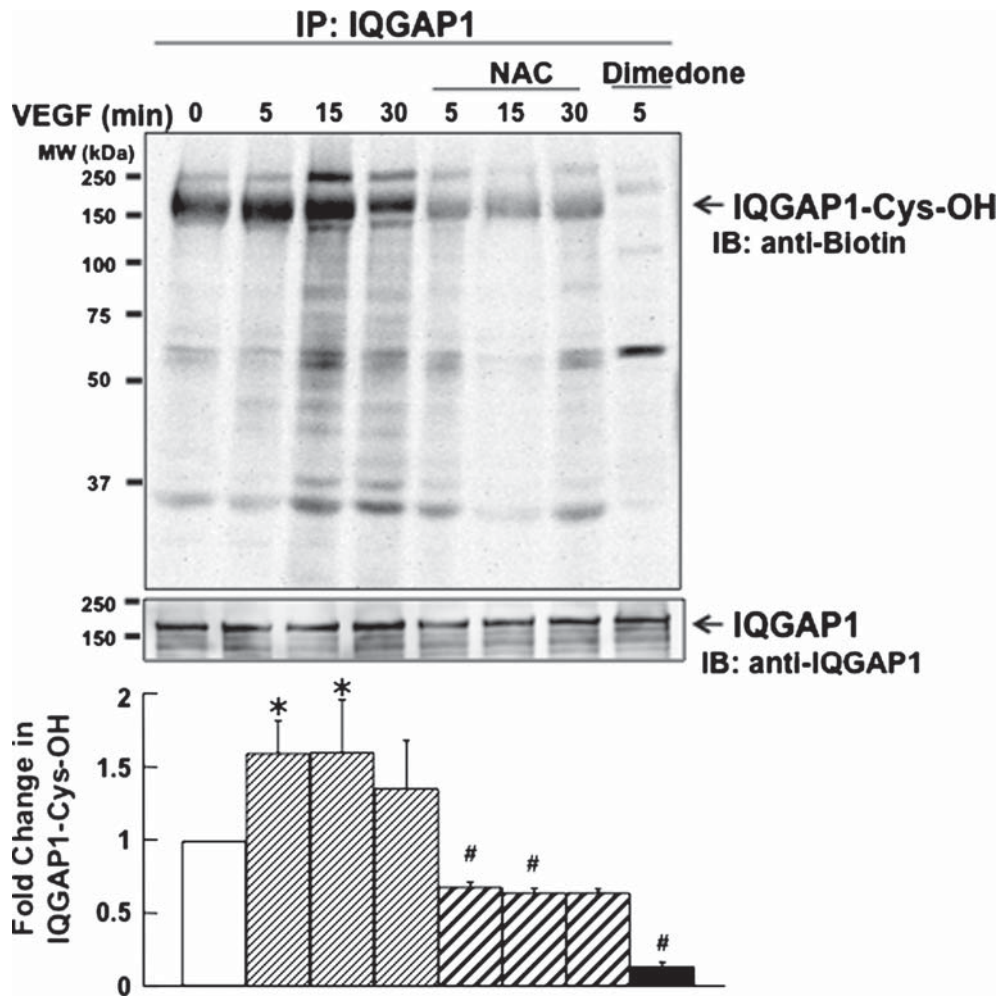 IP: IQGAP1
NAC Dimedone
VEGF (min) 0 5 15 30 5 15 30 5
MW (kDa)
250
150
100
75
50
37
← IQGAP1-Cys-OH
IB: anti-Biotin
250
150
← IQGAP1
IB: anti-IQGAP1
Fold Change in
IQGAP1-Cys-OH
2
1.5
1
0.5
0
* * # # #